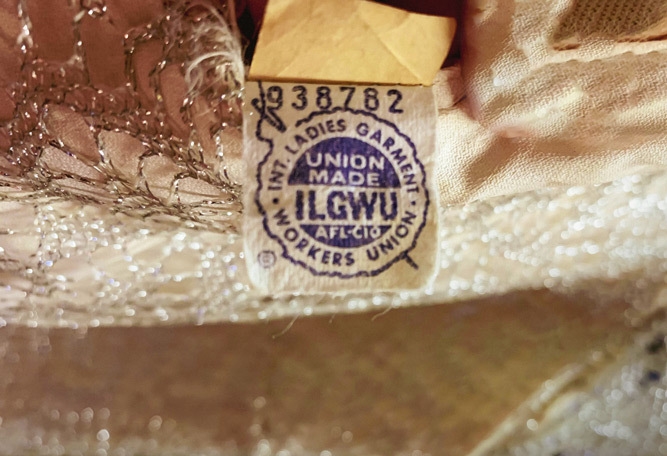 938782
INT. LADIES GARMENT
UNION
MADE
ILGWU
AFL-CIO
WORKERS UNION
®